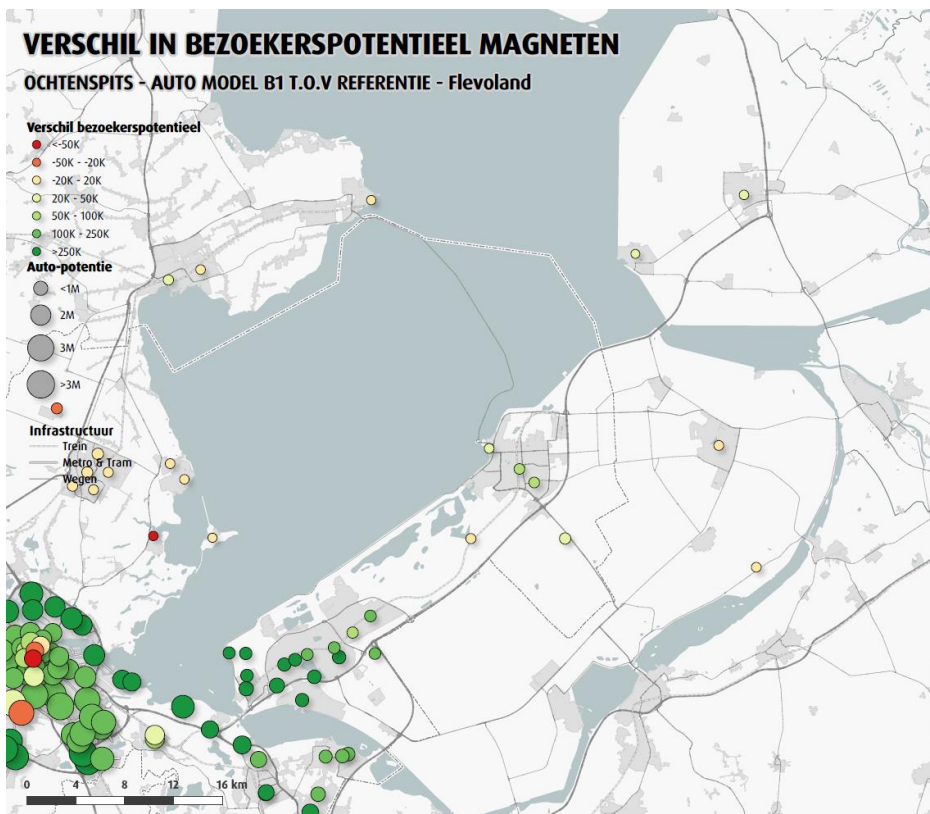 VERSCHIL IN BEZOEKERSPOTENTIEEL MAGNETEN
OCHTENSPITS - AUTO MODEL B1 T.O.V REFERENTIE - Flevoland
Verschil bezoekerspotentieel
<-50K
-50K - -20K
-20K - 20K
20K - 50K
50K - 100K
100K - 250K
>250K
Auto-potentie
<1M
2M
3M
>3M
Infrastructuur
Trein
Metro & Tram
Wegen
0 4 8 12 16 km